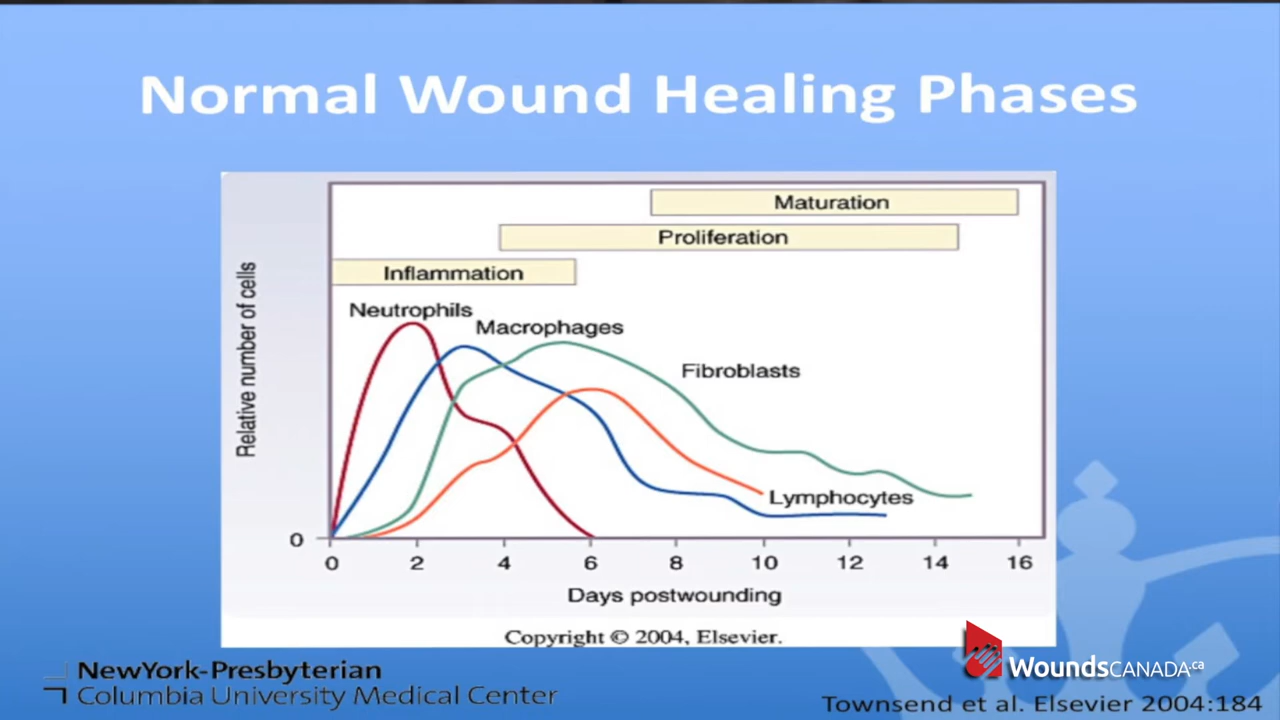 Normal Wound Healing Phases
Maturation
Proliferation
Inflammation
Neutrophils
Macrophages
Fibroblasts
Lymphocytes
Relative number of cells
0
0 2 4 6 8 10 12 14 16
Days postwounding
Copyright © 2004, Elsevier.
NewYork-Presbyterian
Columbia University Medical Center
WoundsCANADA.ca
Townsend et al. Elsevier 2004:184